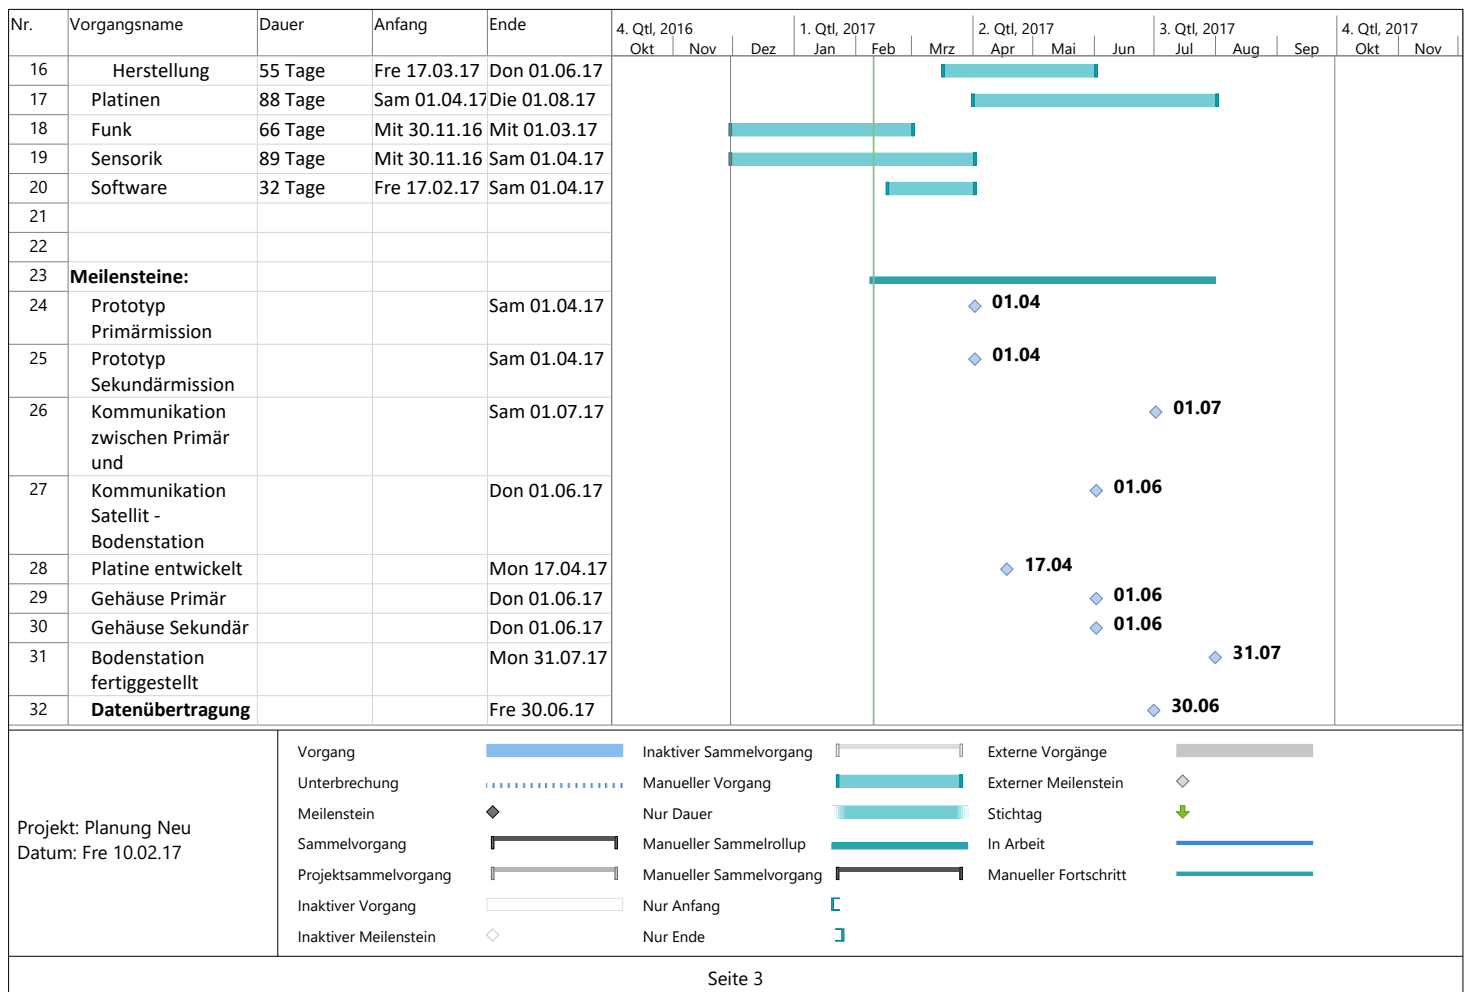 Nr. Vorgangsname Dauer Anfang Ende 4. Qtl, 2016 1. Qtl, 2017 2. Qtl, 2017 3. Qtl, 2017 4. Qtl, 2017
Okt Nov Dez Jan Feb Mrz Apr Mai Jun Jul Aug Sep Okt Nov
16 Herstellung 55 Tage Fre 17.03.17 Don 01.06.17
17 Platinen 88 Tage Sam 01.04.17 Die 01.08.17
18 Funk 66 Tage Mit 30.11.16 Mit 01.03.17
19 Sensorik 89 Tage Mit 30.11.16 Sam 01.04.17
20 Software 32 Tage Fre 17.02.17 Sam 01.04.17
21
22
23 Meilensteine:
24 Prototyp Sam 01.04.17 01.04
Primärmission
25 Prototyp Sam 01.04.17 01.04
Sekundärmission
26 Kommunikation Sam 01.07.17 01.07
zwischen Primär
und
27 Kommunikation Don 01.06.17 01.06
Satellit -
Bodenstation
28 Platine entwickelt Mon 17.04.17 17.04
29 Gehäuse Primär Don 01.06.17 01.06
30 Gehäuse Sekundär Don 01.06.17 01.06
31 Bodenstation Mon 31.07.17 31.07
fertiggestellt
32 Datenübertragung Fre 30.06.17 30.06
Projekt: Planung Neu
Datum: Fre 10.02.17
Vorgang Inaktiver Sammelvorgang Externe Vorgänge
Unterbrechung Manueller Vorgang Externer Meilenstein
Meilenstein Nur Dauer Stichtag
Sammelvorgang Manueller Sammelrollup In Arbeit
Projektsammelvorgang Manueller Sammelvorgang Manueller Fortschritt
Inaktiver Vorgang Nur Anfang
Inaktiver Meilenstein Nur Ende
Seite 3